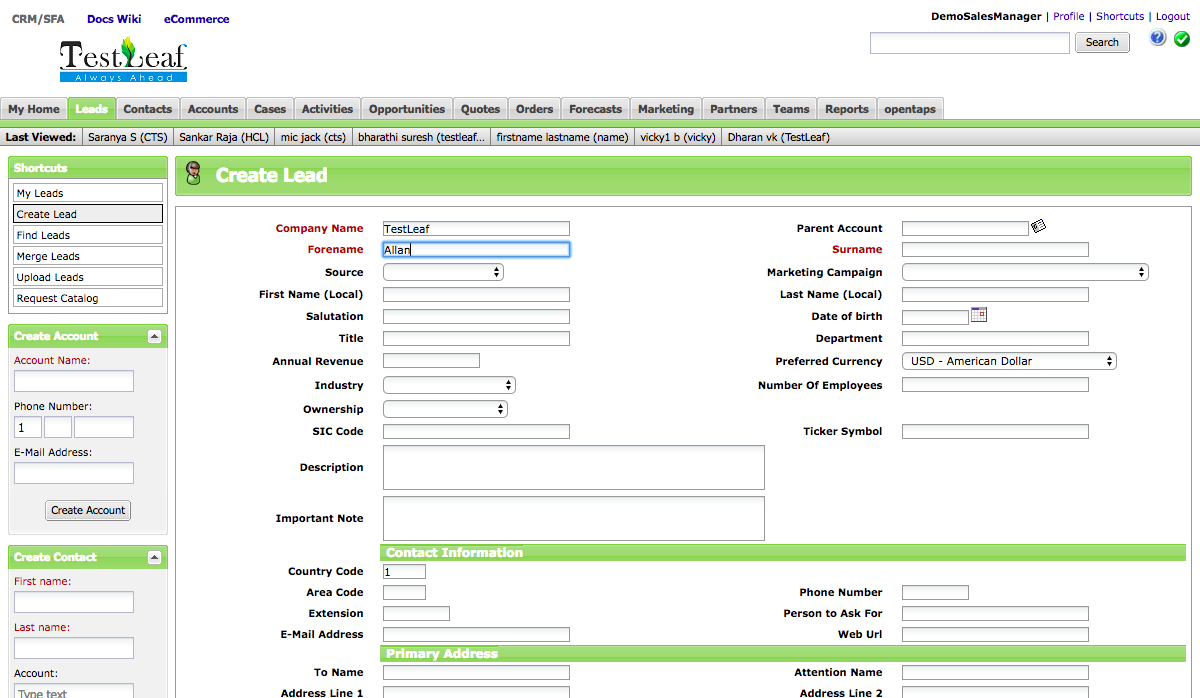 CRM/SFA Docs Wiki eCommerce
DemoSalesManager | Profile | Shortcuts | Logout
TestLeaf
Always Ahead
Search
?
My Home Leads Contacts Accounts Cases Activities Opportunities Quotes Orders Forecasts Marketing Partners Teams Reports opentaps
Last Viewed: Saranya S (CTS) Sankar Raja (HCL) mic jack (cts) bharathi suresh (testleaf... firstname lastname (name) vicky1 b (vicky) Dharan vk (TestLeaf)
Shortcuts
My Leads
Create Lead
Find Leads
Merge Leads
Upload Leads
Request Catalog
Create Account
Account Name:
Phone Number:
1
E-Mail Address:
Create Account
Create Contact
First name:
Last name:
Account:
Type text
Create Lead
Company Name TestLeaf Parent Account
Forename Allan Surname
Source Marketing Campaign
First Name (Local) Last Name (Local)
Salutation Date of birth
Title Department
Annual Revenue Preferred Currency USD - American Dollar
Industry Number Of Employees
Ownership
SIC Code Ticker Symbol
Description
Important Note
Contact Information
Country Code 1
Area Code Phone Number
Extension Person to Ask For
E-Mail Address Web Url
Primary Address
To Name Attention Name
Address Line 1 Address Line 2